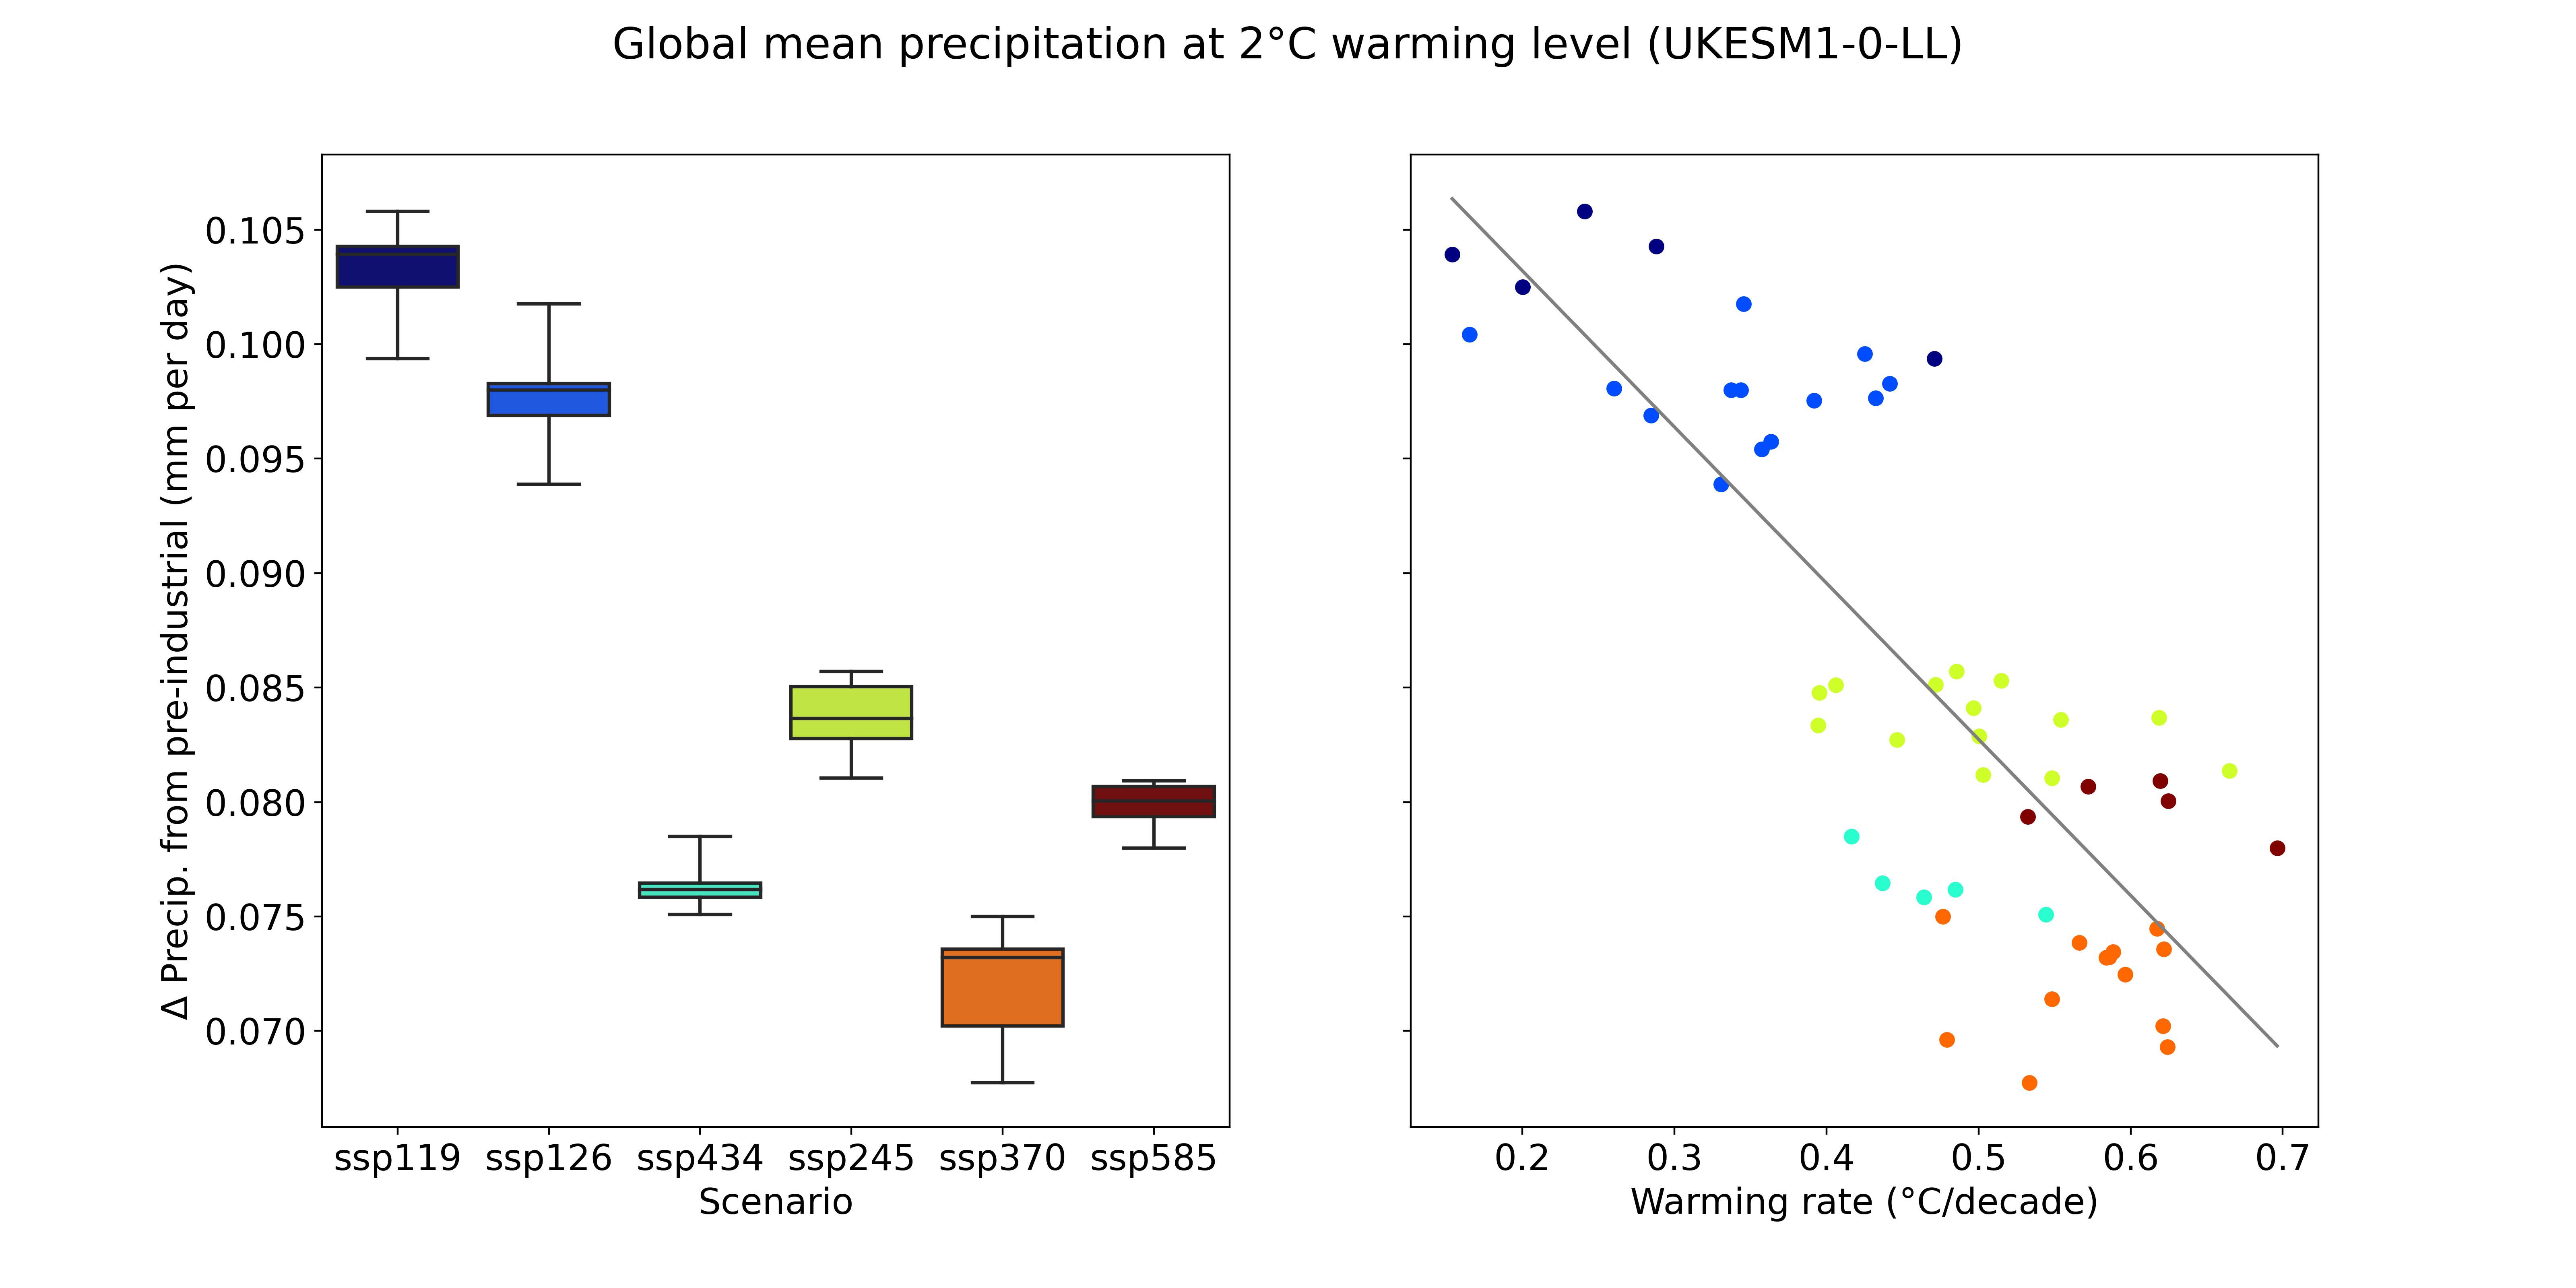 Global mean precipitation at 2°C warming level (UKESM1-0-LL)
Δ Precip. from pre-industrial (mm per day)
0.105
0.100
0.095
0.090
0.085
0.080
0.075
0.070
ssp119 ssp126 ssp434 ssp245 ssp370 ssp585
Scenario
0.2 0.3 0.4 0.5 0.6 0.7
Warming rate (°C/decade)